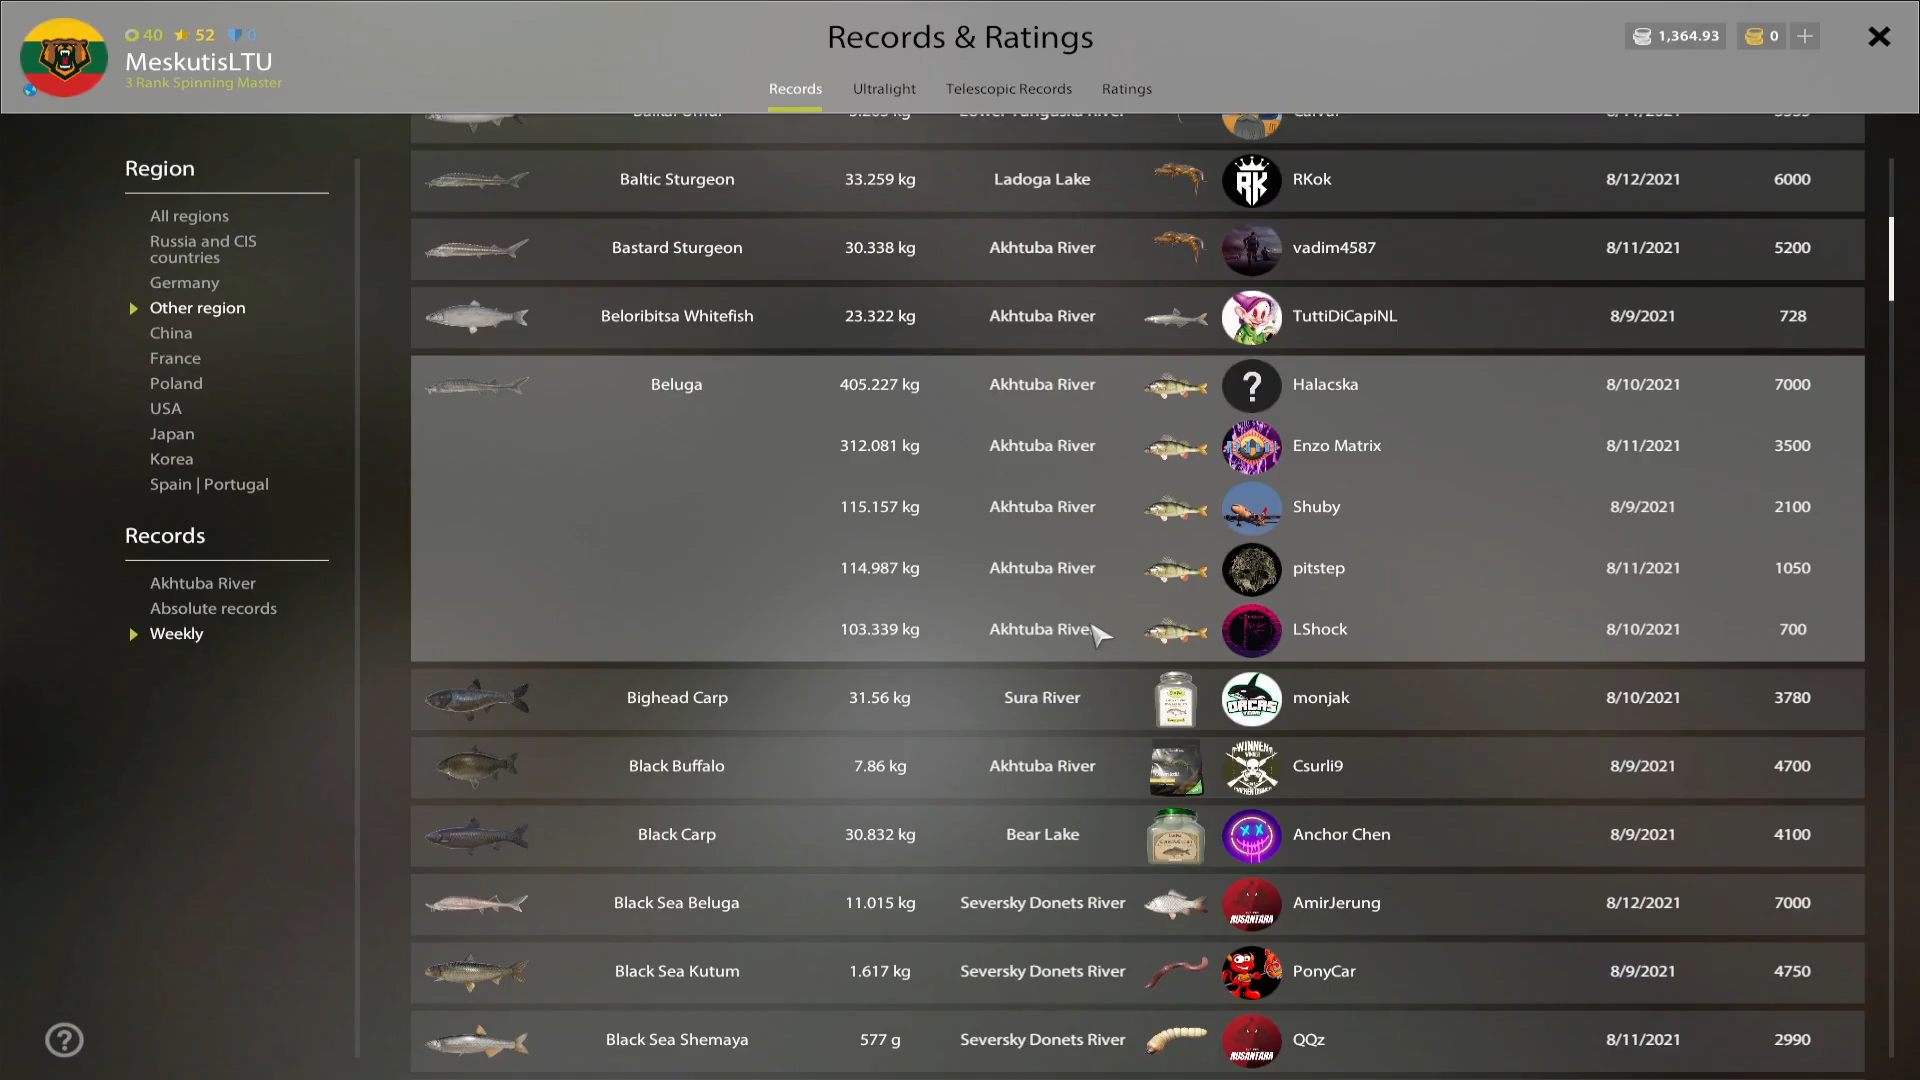 40 52 0
MeskutisLTU
3 Rank Spinning Master
Records & Ratings
1,364.93 0
Records Ultralight Telescopic Records Ratings
Region
All regions
Russia and CIS
countries
Germany
Other region
China
France
Poland
USA
Japan
Korea
Spain | Portugal
Records
Akhtuba River
Absolute records
Weekly
Baltic Sturgeon 33.259 kg Ladoga Lake RK RKok 8/12/2021 6000
Bastard Sturgeon 30.338 kg Akhtuba River vadim4587 8/11/2021 5200
Beloribitsa Whitefish 23.322 kg Akhtuba River TuttiDiCapiNL 8/9/2021 728
Beluga 405.227 kg Akhtuba River ? Halacska 8/10/2021 7000
312.081 kg Akhtuba River Enzo Matrix 8/11/2021 3500
115.157 kg Akhtuba River Shuby 8/9/2021 2100
114.987 kg Akhtuba River pitstep 8/11/2021 1050
103.339 kg Akhtuba River LShock 8/10/2021 700
Bighead Carp 31.56 kg Sura River ORCAS monjak 8/10/2021 3780
Black Buffalo 7.86 kg Akhtuba River WINNER Csurli9 8/9/2021 4700
Black Carp 30.832 kg Bear Lake Anchor Chen 8/9/2021 4100
Black Sea Beluga 11.015 kg Seversky Donets River NUSANTARA AmirJerung 8/12/2021 7000
Black Sea Kutum 1.617 kg Seversky Donets River PonyCar 8/9/2021 4750
Black Sea Shemaya 577 g Seversky Donets River NUSANTARA QQz 8/11/2021 2990
?